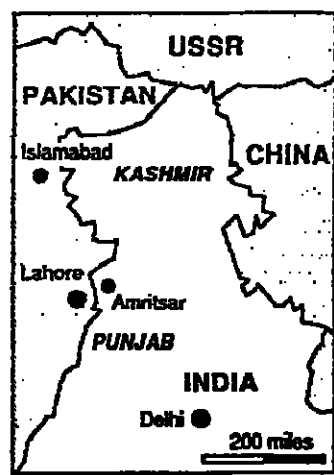 USSR
PAKISTAN
Islamabad
KASHMIR
CHINA
Lahore
Amritsar
PUNJAB
INDIA
Delhi
200 miles